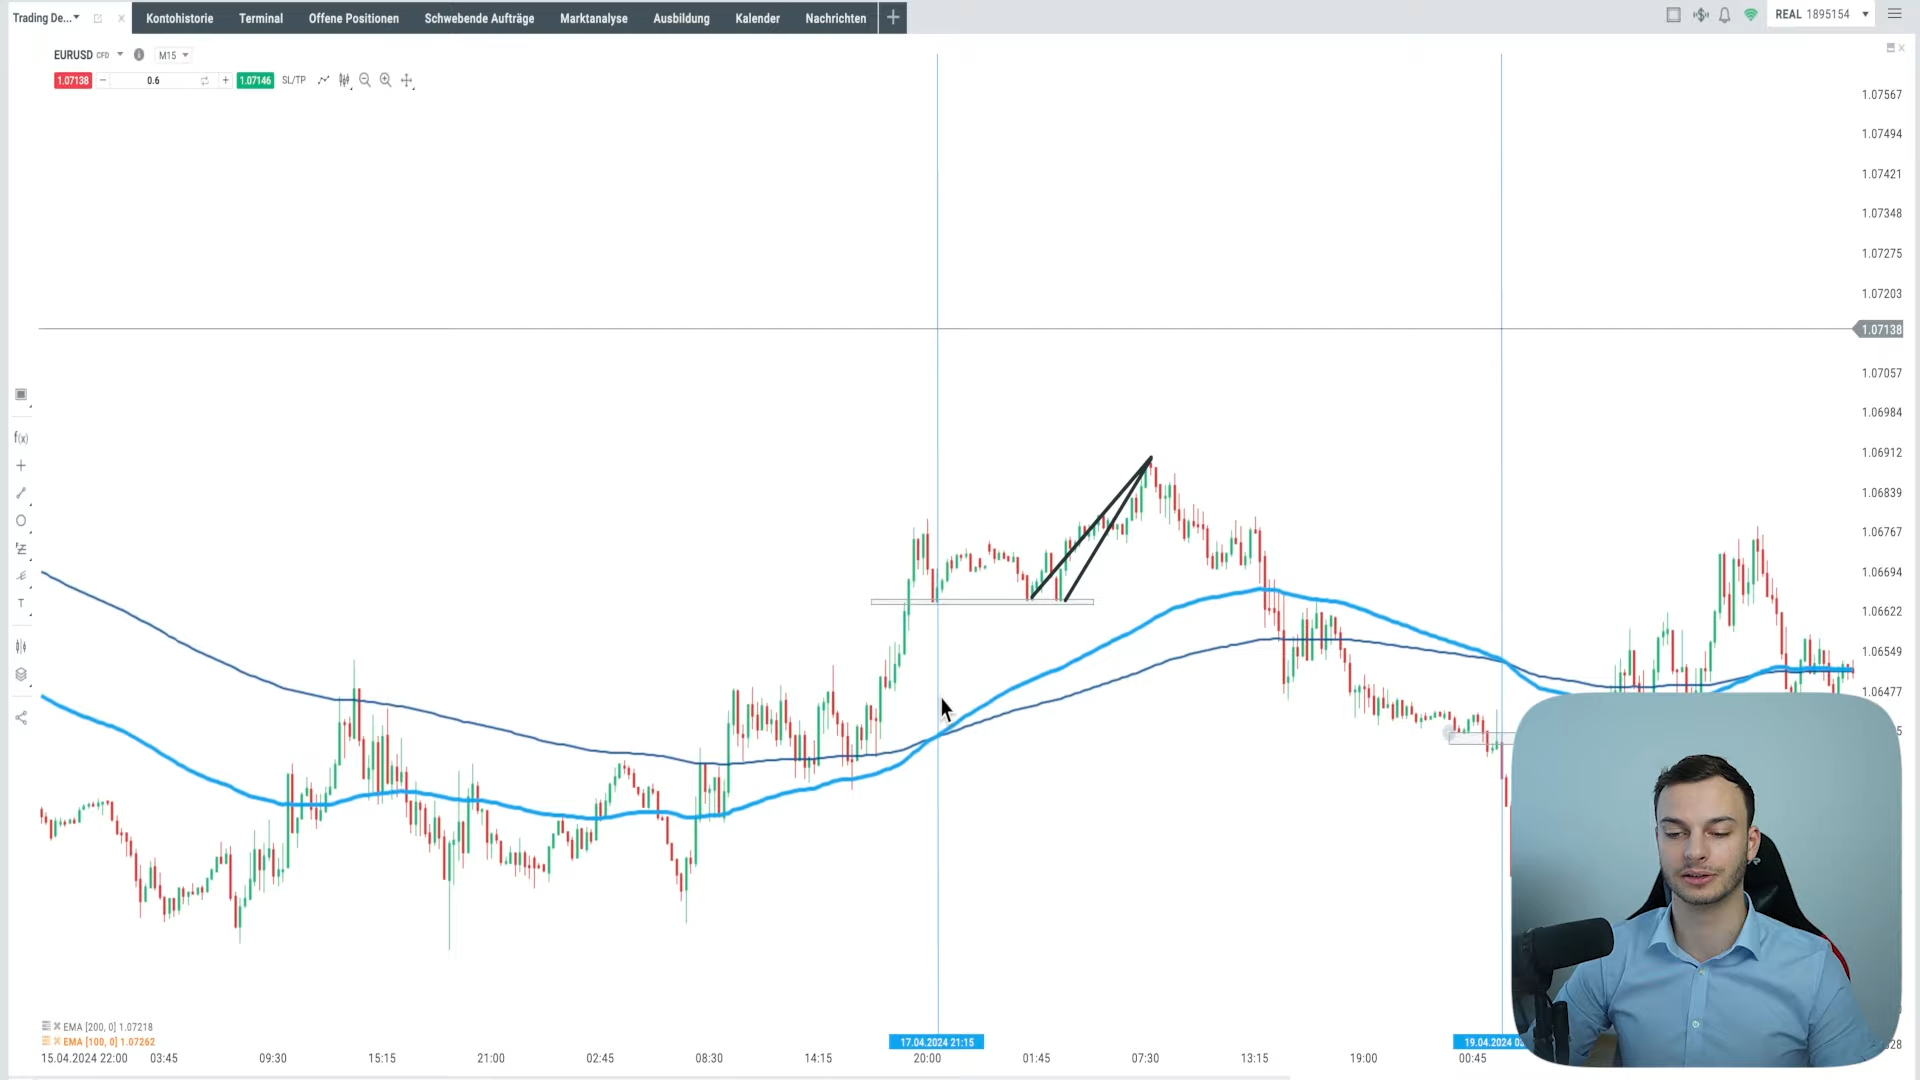 Trading De... Kontohistorie Terminal Offene Positionen Schwebende Aufträge Marktanalyse Ausbildung Kalender Nachrichten REAL 1895154
EURUSD CFD M15
1.07138 0.6 1.07146 SL/TP
1.07567
1.07494
1.07421
1.07348
1.07275
1.07203
1.07138
1.07057
1.06984
1.06912
1.06839
1.06767
1.06694
1.06622
1.06549
1.06477
f(x)
T
EMA [200, 0] 1.07218
EMA [100, 0] 1.07262
17.04.2024 21:15 19.04.2024
15.04.2024 22:00 03:45 09:30 15:15 21:00 02:45 08:30 14:15 20:00 01:45 07:30 13:15 19:00 00:45